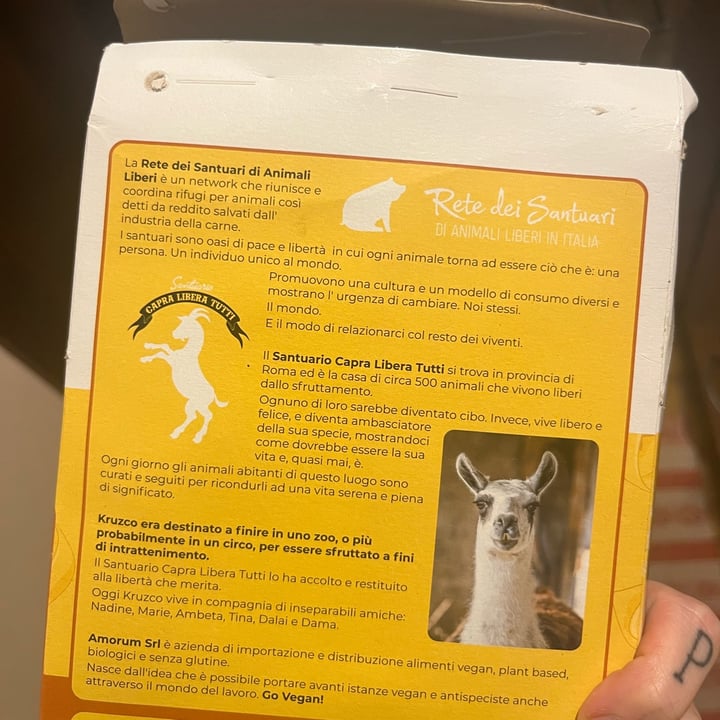 La Rete dei Santuari di Animali
Liberi è un network che riunisce e
coordina rifugi per animali così
detti da reddito salvati dall'
industria della carne.
Rete dei Santuari
DI ANIMALI LIBERI IN ITALIA
I santuari sono oasi di pace e libertà in cui ogni animale torna ad essere ciò che è: una
persona. Un individuo unico al mondo.
Santuario
CAPRA LIBERA TUTTI
Promuovono una cultura e un modello di consumo diversi e
mostrano l' urgenza di cambiare. Noi stessi.
Il mondo.
E il modo di relazionarci col resto dei viventi.
Il Santuario Capra Libera Tutti si trova in provincia di
Roma ed è la casa di circa 500 animali che vivono liberi
dallo sfruttamento.
Ognuno di loro sarebbe diventato cibo. Invece, vive libero e
felice, e diventa ambasciatore
della sua specie, mostrandoci
come dovrebbe essere la sua
vita e, quasi mai, è.
Ogni giorno gli animali abitanti di questo luogo sono
curati e seguiti per ricondurli ad una vita serena e piena
di significato.
Kruzco era destinato a finire in uno zoo, o più
probabilmente in un circo, per essere sfruttato a fini
di intrattenimento.
Il Santuario Capra Libera Tutti lo ha accolto e restituito
alla libertà che merita.
Oggi Kruzco vive in compagnia di inseparabili amiche:
Nadine, Marie, Ambeta, Tina, Dalai e Dama.
Amorum Srl è azienda di importazione e distribuzione alimenti vegan, plant based,
biologici e senza glutine.
Nasce dall'idea che è possibile portare avanti istanze vegan e antispeciste anche
attraverso il mondo del lavoro. Go Vegan!